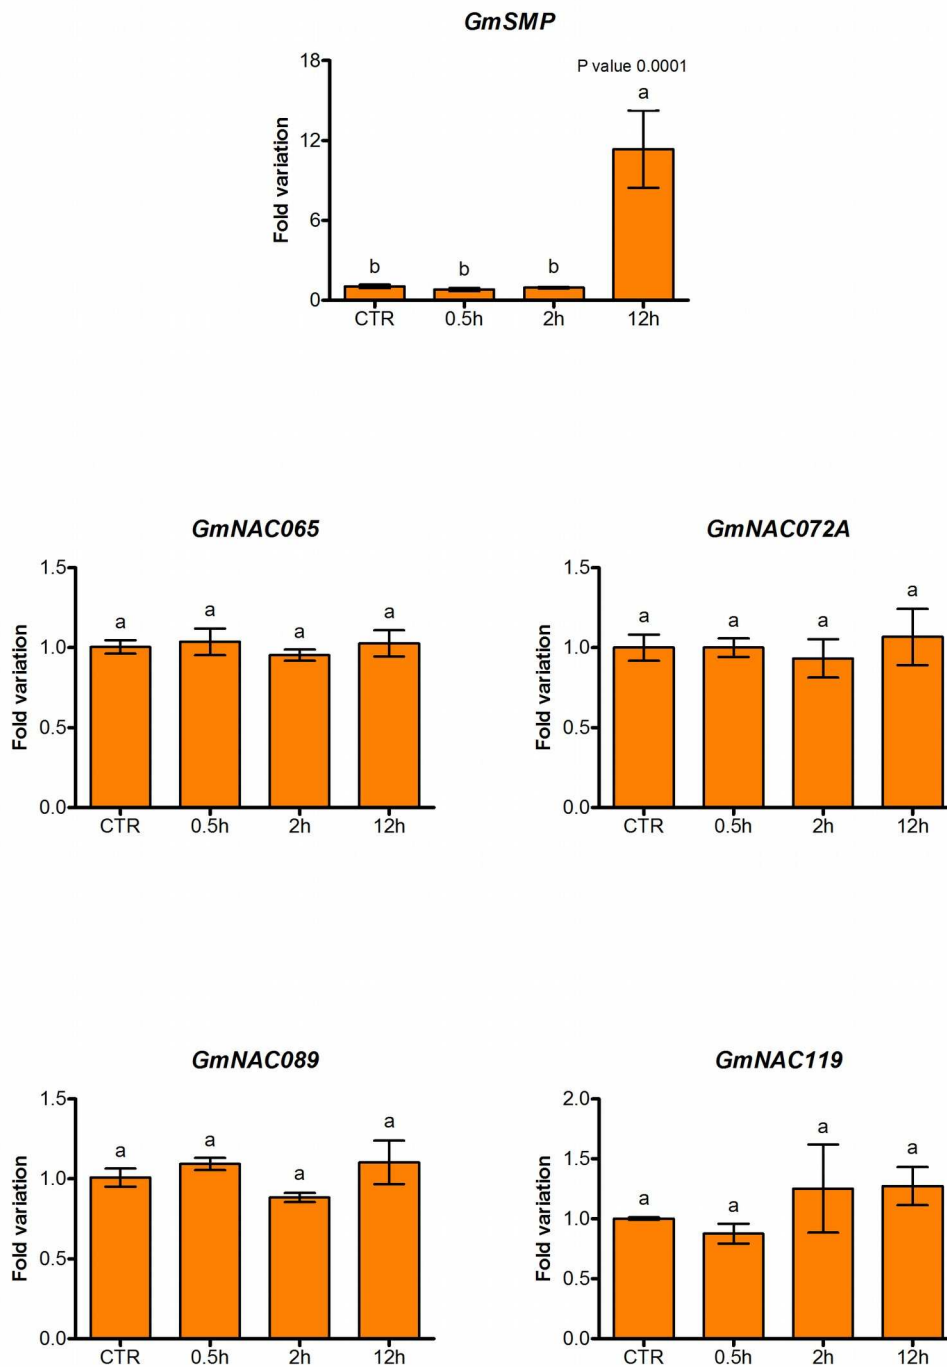 GmSMP
P value 0.0001
a
b
b
b
18
12
6
0
Fold variation
CTR 0.5h 2h 12h
GmNAC065
a
a
a
a
1.5
1.0
0.5
0.0
Fold variation
CTR 0.5h 2h 12h
GmNAC072A
a
a
a
a
1.5
1.0
0.5
0.0
Fold variation
CTR 0.5h 2h 12h
GmNAC089
a
a
a
a
1.5
1.0
0.5
0.0
Fold variation
CTR 0.5h 2h 12h
GmNAC119
a
a
a
a
2.0
1.5
1.0
0.5
0.0
Fold variation
CTR 0.5h 2h 12h